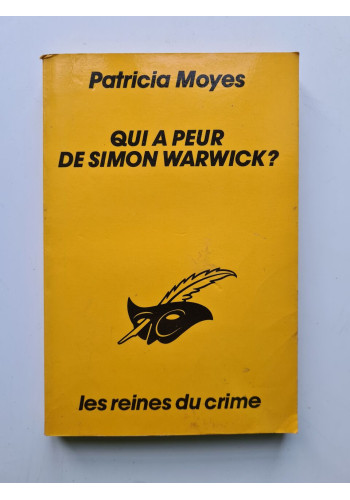 Patricia Moyes
QUI A PEUR
DE SIMON WARWICK?
les reines du crime